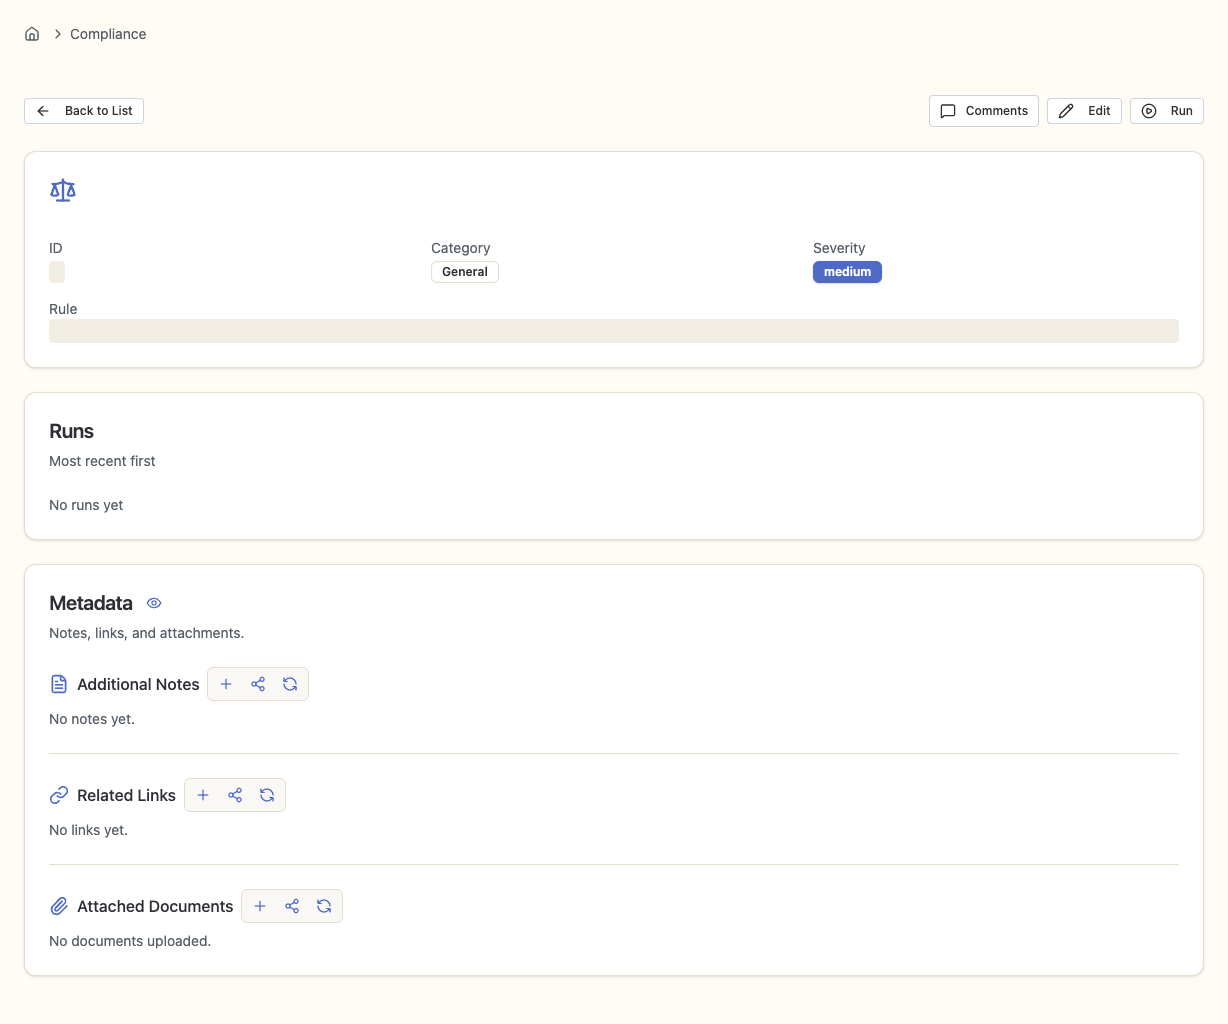 Compliance
Back to List
Comments
Edit
Run
ID
Category
Severity
General
medium
Rule
Runs
Most recent first
No runs yet
Metadata
Notes, links, and attachments.
Additional Notes
No notes yet.
Related Links
No links yet.
Attached Documents
No documents uploaded.